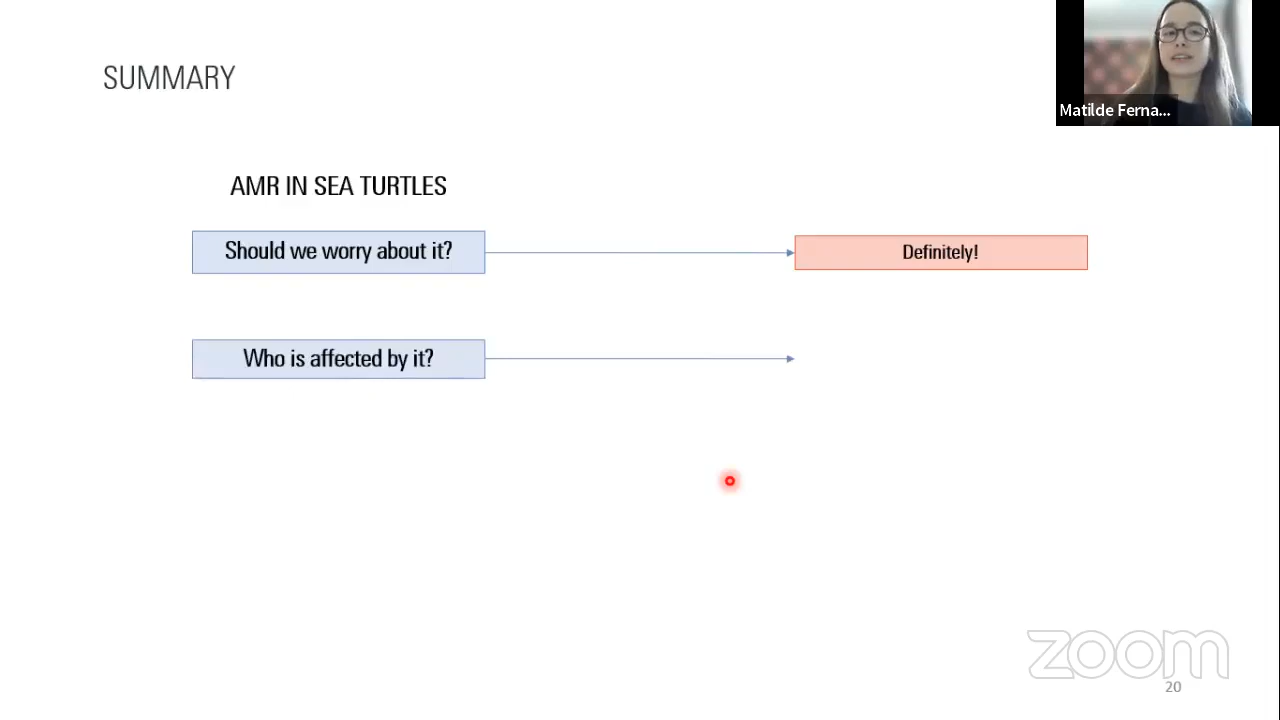 SUMMARY
Matilde Ferna...
AMR IN SEA TURTLES
Should we worry about it?
Definitely!
Who is affected by it?
zoom
20